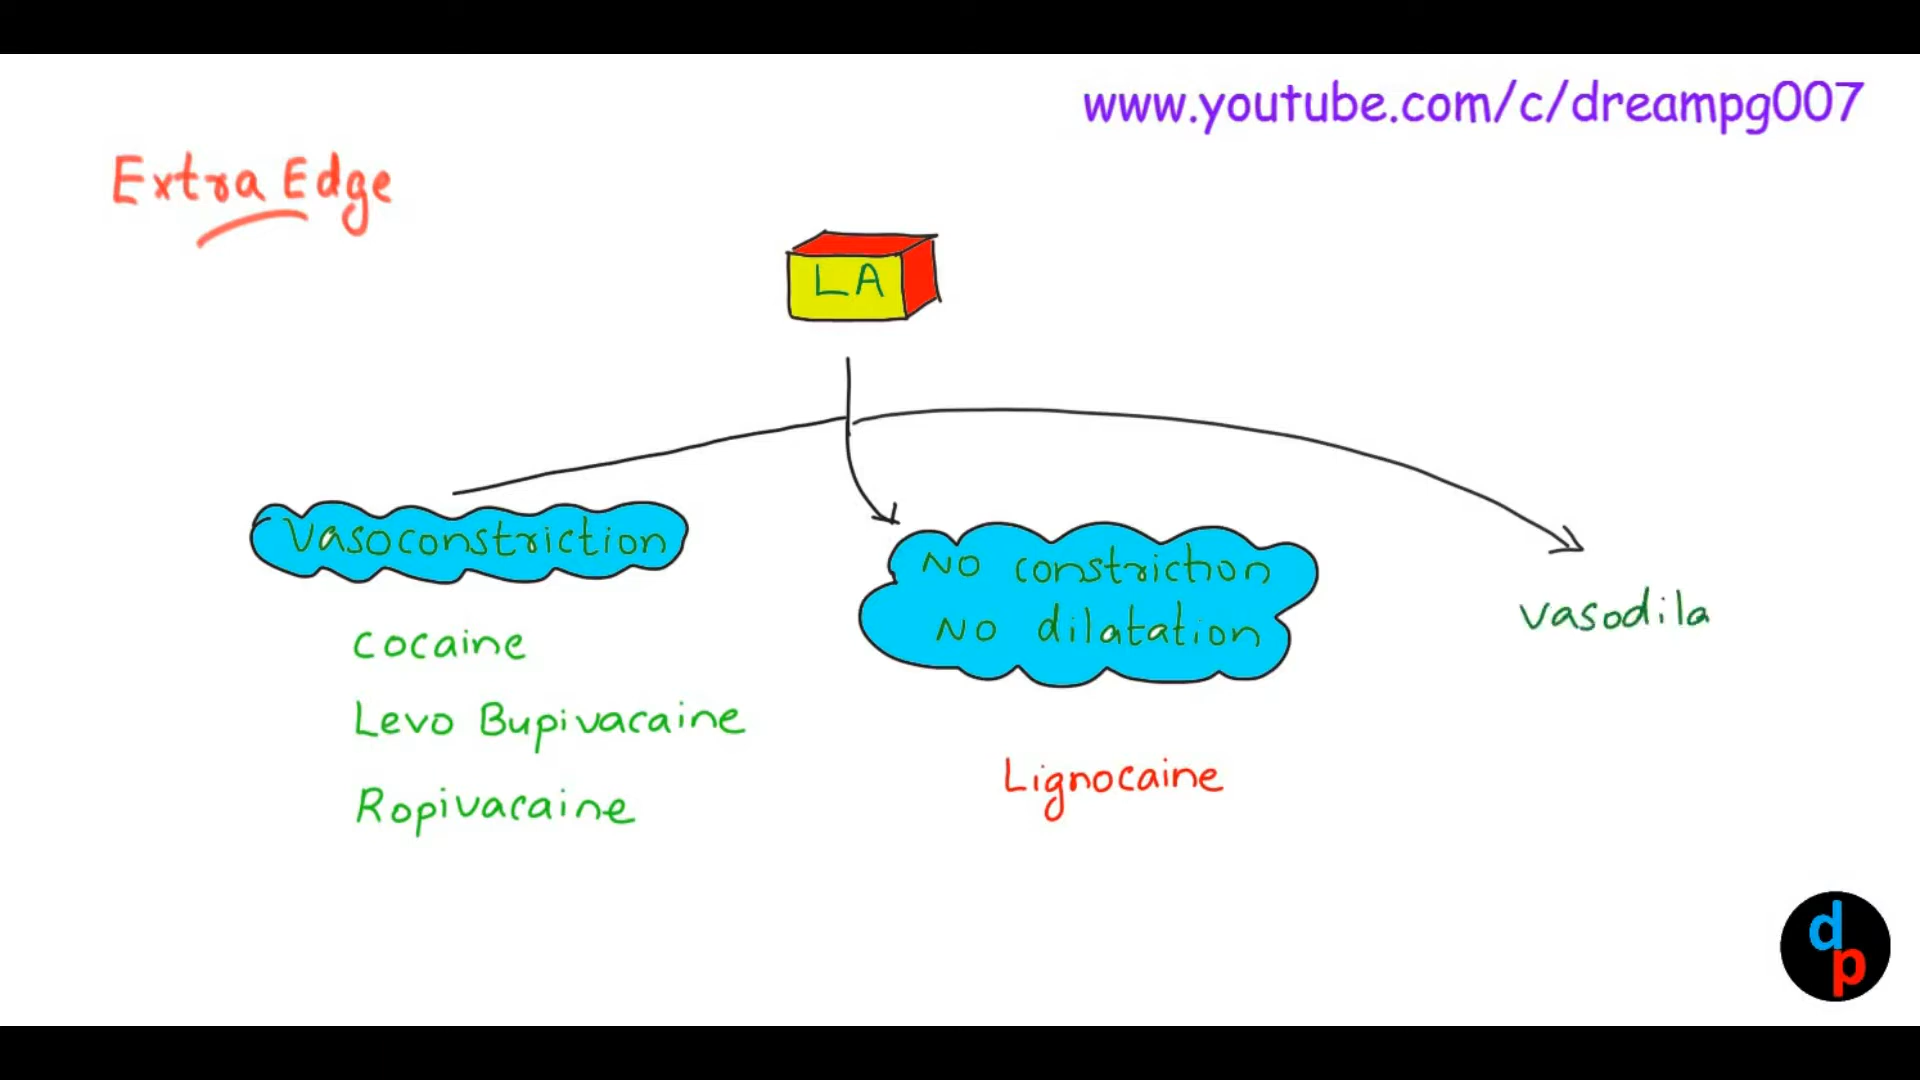 www.youtube.com/c/dreampg007
Extra Edge
LA
Vasoconstriction
No constriction
No dilatation
vasodila
cocaine
Levo Bupivacaine
Ropivacaine
Lignocaine
dp